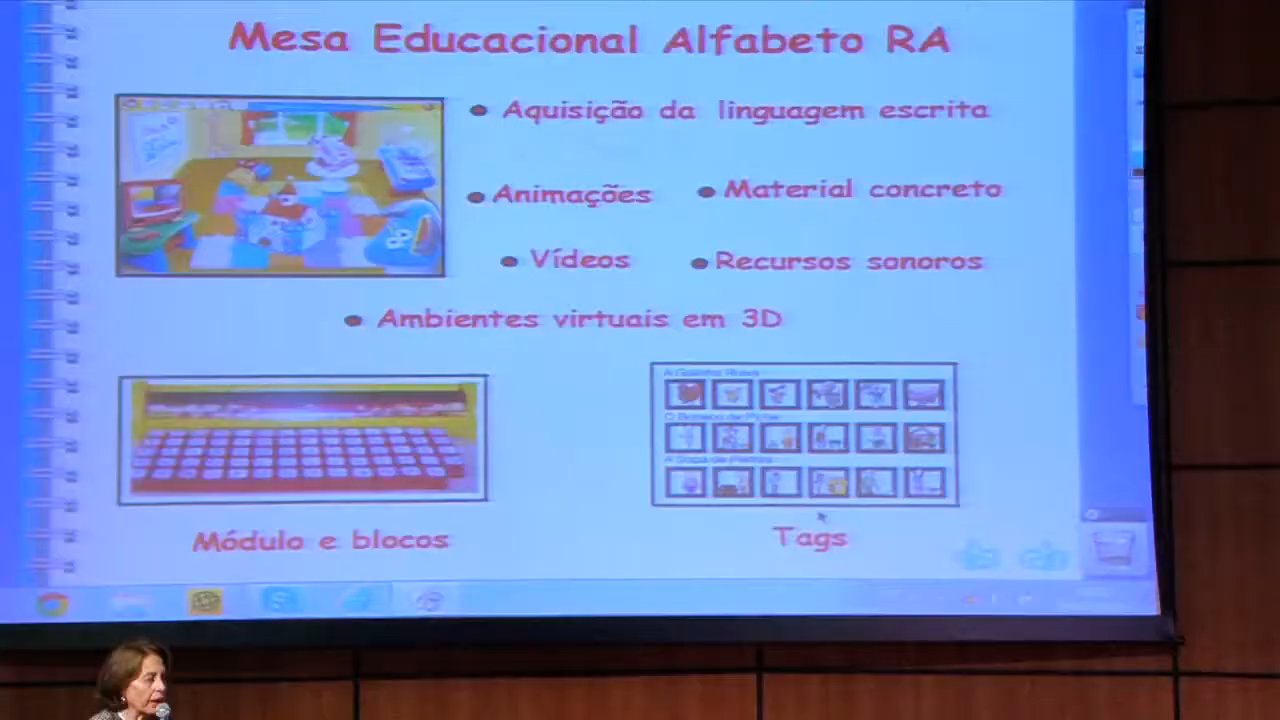 Mesa Educacional Alfabeto RA
Aquisição da linguagem escrita
Animações
Material concreto
Vídeos
Recursos sonoros
Ambientes virtuais em 3D
Módulo e blocos
Tags